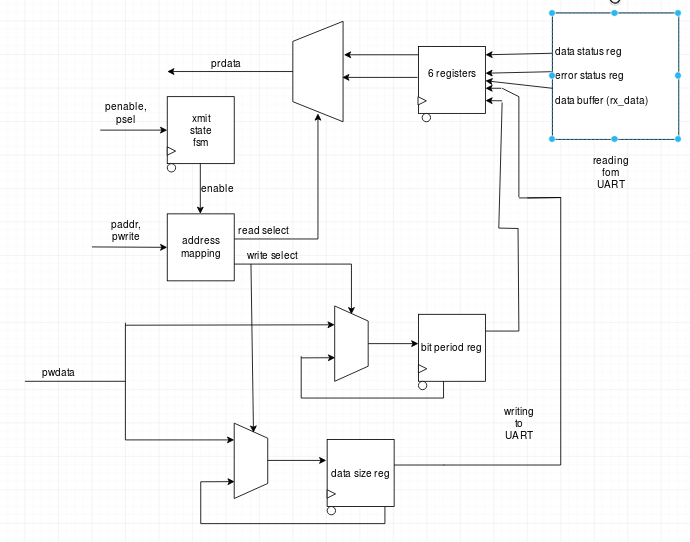 data status reg
error status reg
data buffer (rx_data)
6 registers
prdata
penable,
psel
xmit
state
fsm
reading
fom
UART
enable
paddr,
pwrite
address
mapping
read select
write select
bit period reg
pwdata
writing
to
UART
data size reg